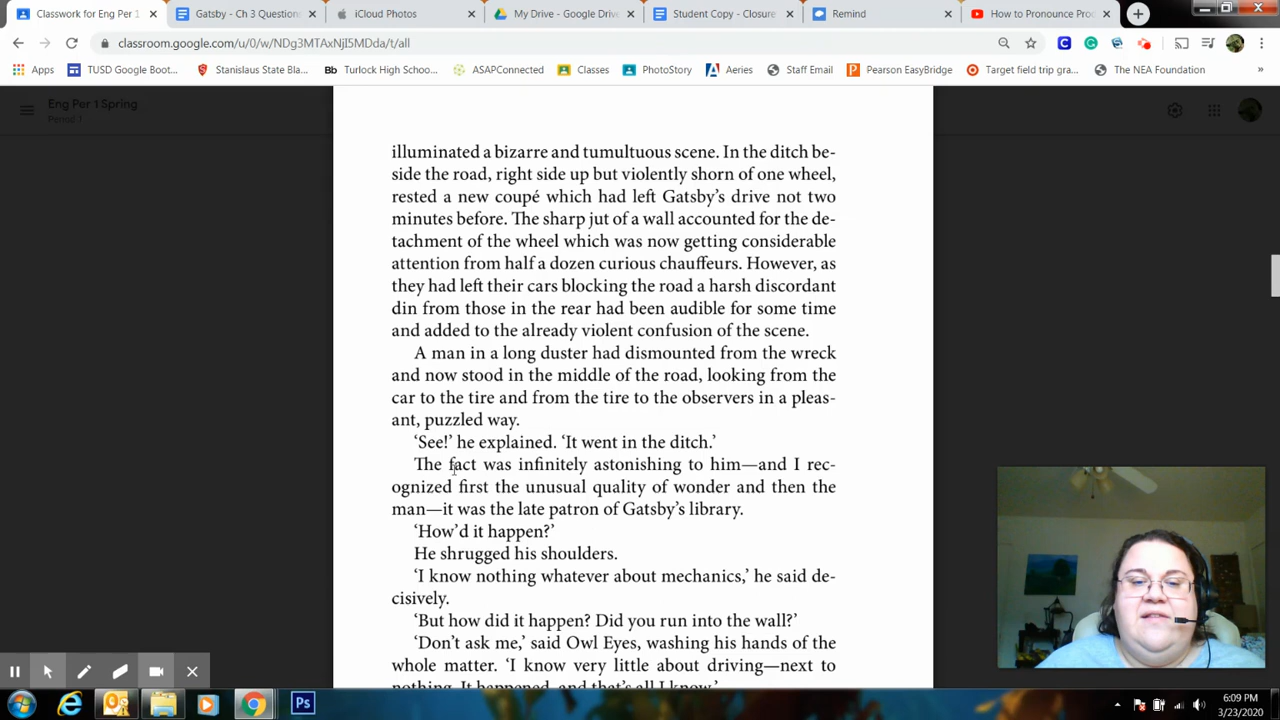 Classwork for Eng Per 1
Gatsby - Ch 3 Question
iCloud Photos
My Drive - Google Driv
Student Copy - Closure
Remind
How to Pronounce Pro
classroom.google.com/u/0/w/NDg3MTAxNjI5MDda/t/all
Apps
TUSD Google Boot...
Stanislaus State Bla...
Bb Turlock High Schoo...
ASAPConnected
Classes
PhotoStory
Aeries
Staff Email
Pearson EasyBridge
Target field trip gra...
The NEA Foundation
Eng Per 1 Spring
Period 1
illuminated a bizarre and tumultuous scene. In the ditch be-
side the road, right side up but violently shorn of one wheel,
rested a new coupé which had left Gatsby's drive not two
minutes before. The sharp jut of a wall accounted for the de-
tachment of the wheel which was now getting considerable
attention from half a dozen curious chauffeurs. However, as
they had left their cars blocking the road a harsh discordant
din from those in the rear had been audible for some time
and added to the already violent confusion of the scene.
A man in a long duster had dismounted from the wreck
and now stood in the middle of the road, looking from the
car to the tire and from the tire to the observers in a pleas-
ant, puzzled way.
'See!' he explained. 'It went in the ditch.'
The fact was infinitely astonishing to him—and I rec-
ognized first the unusual quality of wonder and then the
man—it was the late patron of Gatsby's library.
'How'd it happen?'
He shrugged his shoulders.
'I know nothing whatever about mechanics,' he said de-
cisively.
'But how did it happen? Did you run into the wall?'
'Don't ask me,' said Owl Eyes, washing his hands of the
whole matter. 'I know very little about driving—next to
nothing. It happened, and that's all I know.'
Ps
6:09 PM
3/23/2020